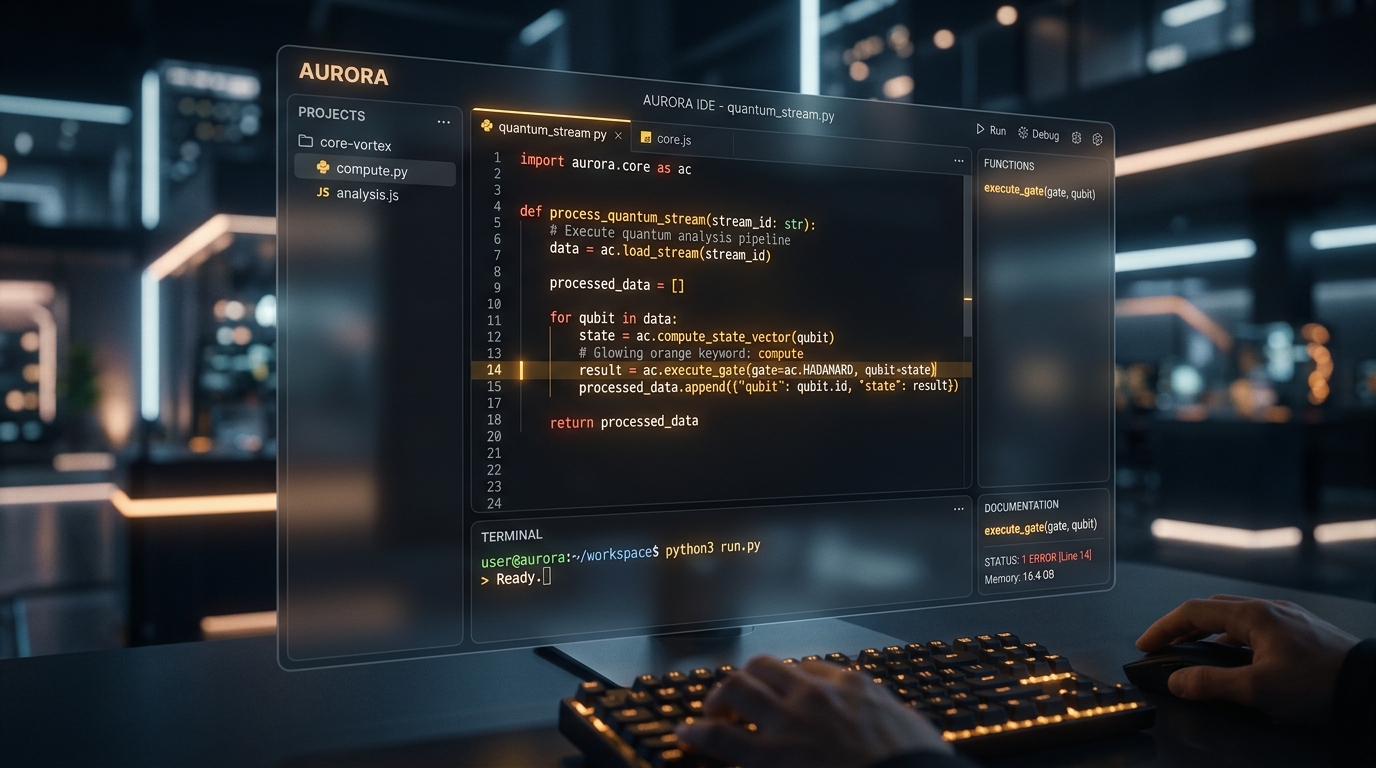 AURORA
AURORA IDE - quantum_stream.py
PROJECTS
core-vortex
compute.py
JS analysis.js
quantum_stream py
core.js
Run
Debug
1 import aurora.core as ac
2
3
4 def process_quantum_stream(stream_id: str):
5 # Execute quantum analysis pipeline
6 data = ac.load_stream(stream_id)
7
8 processed_data = []
9
10 for qubit in data:
11 state = ac.compute_state_vector(qubit)
12 # Glowing orange keyword: compute
13
14 result = ac.execute_gate(gate=ac.HADANARD, qubit=state)
15 processed_data.append({"qubit": qubit.id, "state": result})
17
18 return processed_data
20
21
22
23
24
FUNCTIONS
execute_gate(gate, qubit)
TERMINAL
user@aurora:~/workspace$ python3 run.py
> Ready.
DOCUMENTATION
execute_gate(gate, qubit)
STATUS: 1 ERROR |Line 14]
Memory: 16.4 08